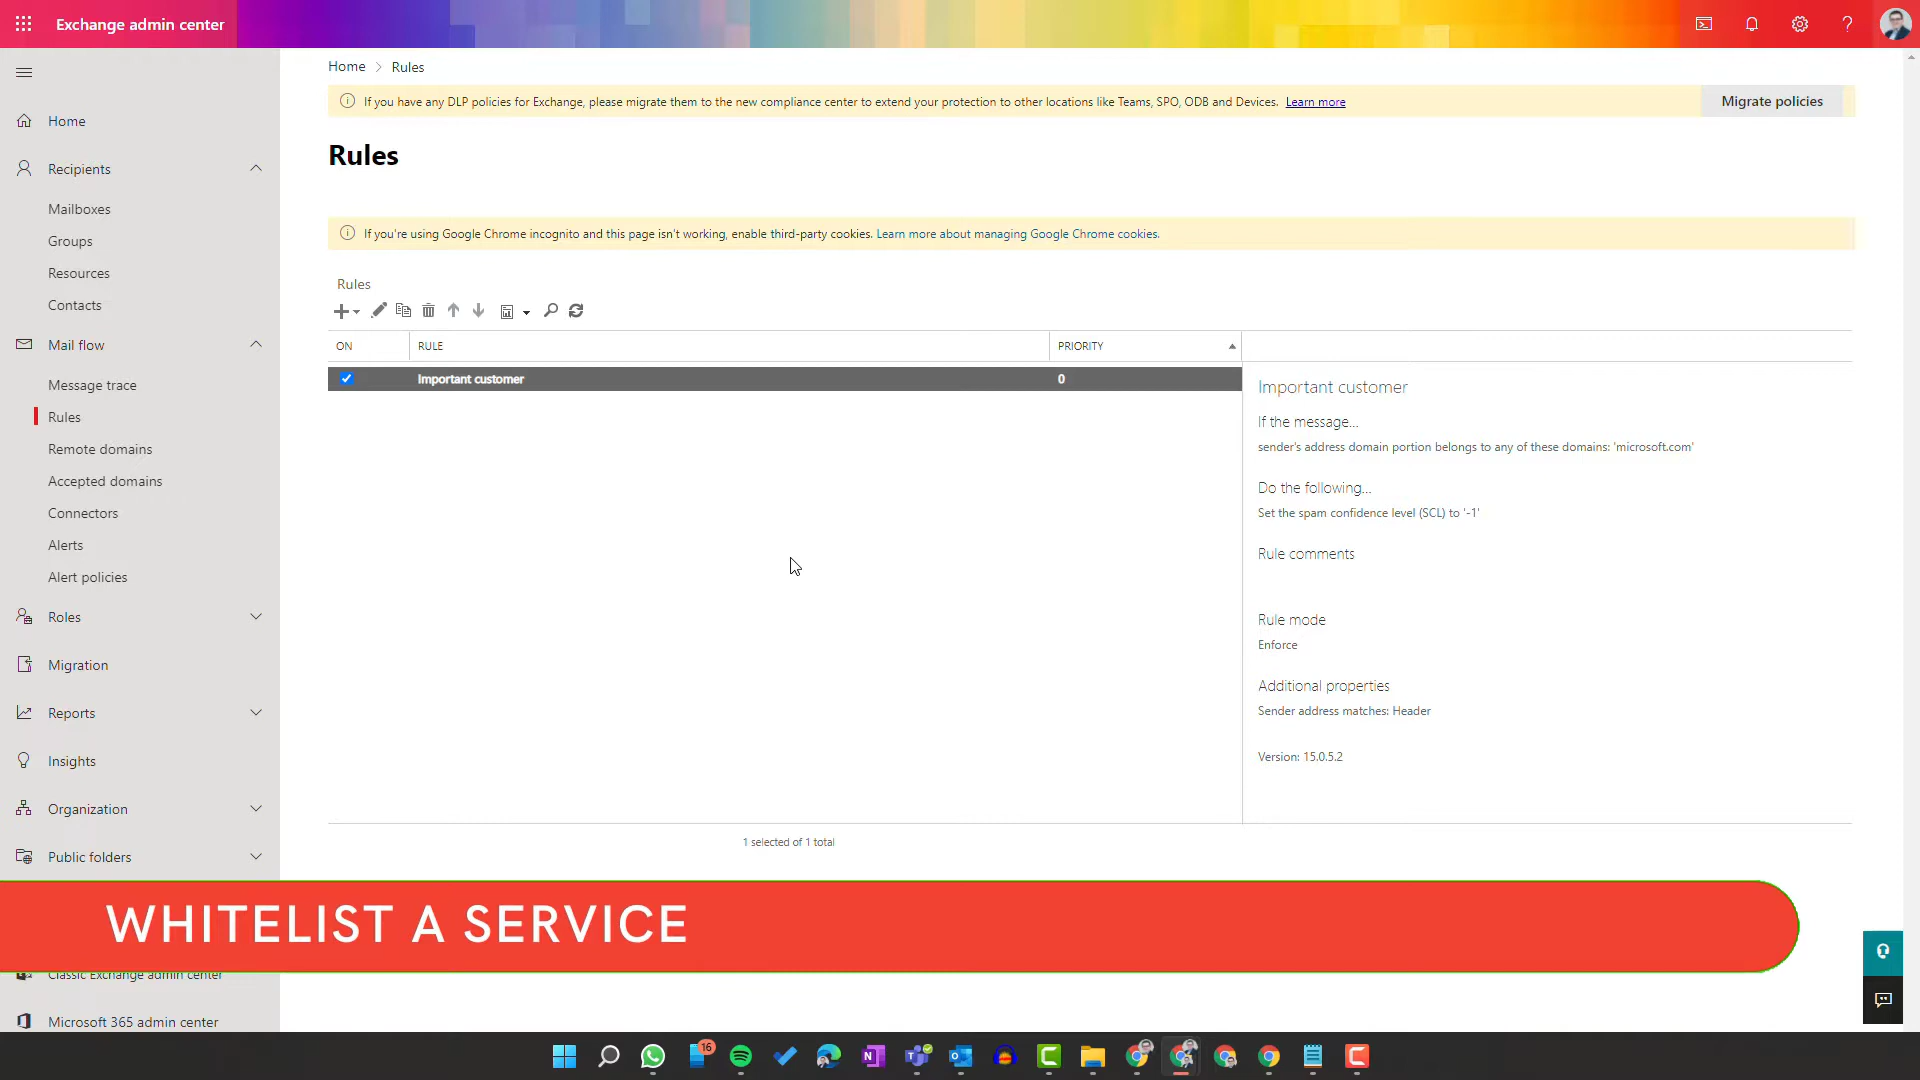 Exchange admin center
Home
Recipients
Mailboxes
Groups
Resources
Contacts
Mail flow
Message trace
Rules
Remote domains
Accepted domains
Connectors
Alerts
Alert policies
Roles
Migration
Reports
Insights
Organization
Public folders
Classic Exchange admin center
Microsoft 365 admin center
Home > Rules
If you have any DLP policies for Exchange, please migrate them to the new compliance center to extend your protection to other locations like Teams, SPO, ODB and Devices. Learn more
Migrate policies
Rules
If you're using Google Chrome incognito and this page isn't working, enable third-party cookies. Learn more about managing Google Chrome cookies.
Rules
ON RULE PRIORITY
Important customer 0
Important customer
If the message...
sender's address domain portion belongs to any of these domains: 'microsoft.com'
Do the following...
Set the spam confidence level (SCL) to '-1'
Rule comments
Rule mode
Enforce
Additional properties
Sender address matches: Header
Version: 15.0.5.2
1 selected of 1 total
WHITELIST A SERVICE
16